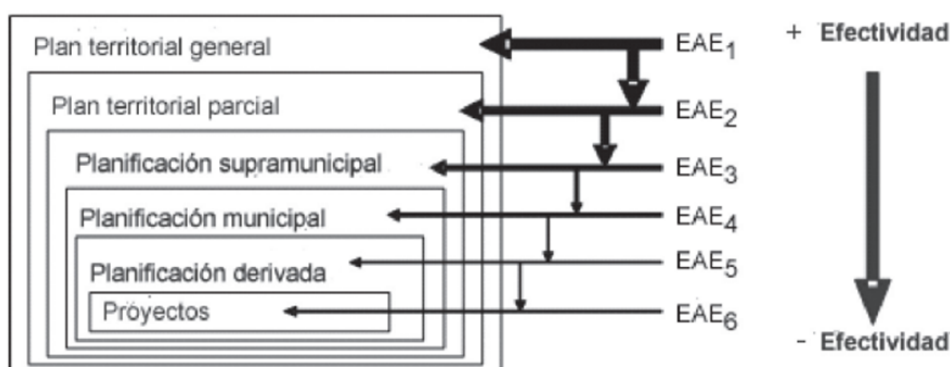 Plan territorial general
EAE1
+ Efectividad
Plan territorial parcial
EAE2
Planificación supramunicipal
EAE3
Planificación municipal
EAE4
Planificación derivada
EAE5
Proyectos
EAE6
- Efectividad